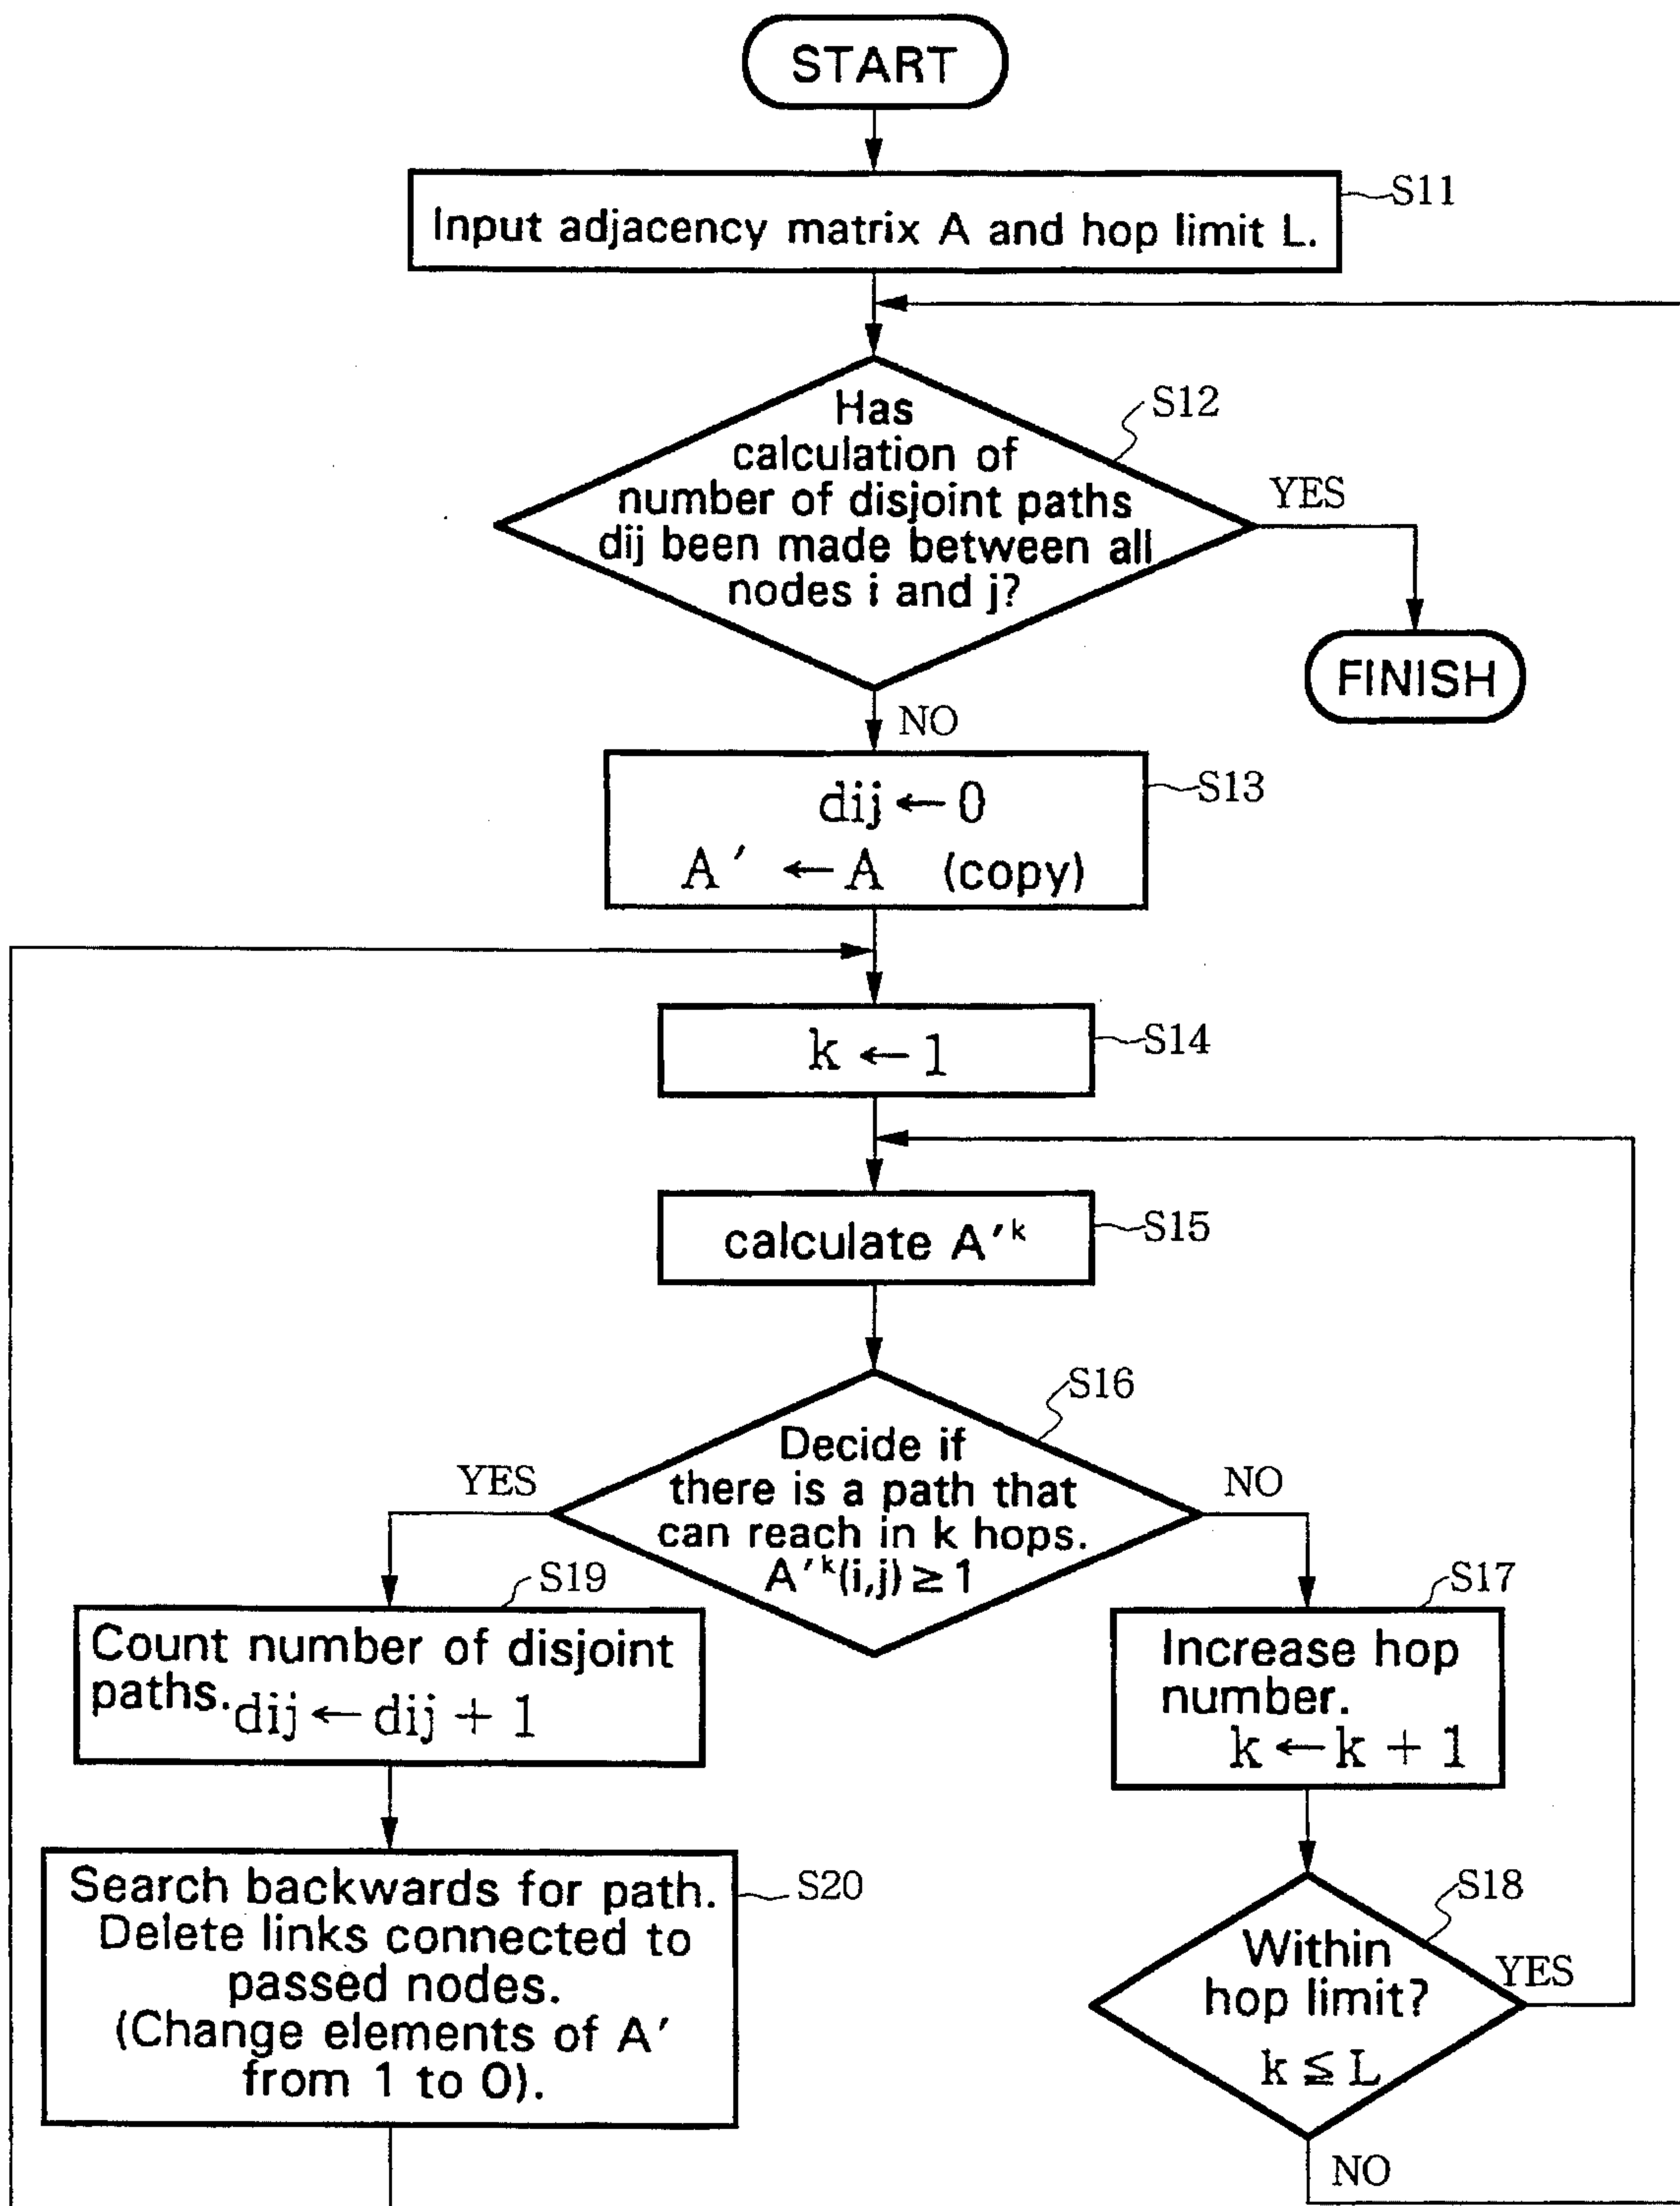 START
S11
Input adjacency matrix A and hop limit L.
S12
Has
calculation of
number of disjoint paths
dij been made between all
nodes i and j?
YES
FINISH
NO
S13
dij ← 0
A′ ← A (copy)
k ← 1
S14
calculate A′ᵏ
S15
S16
Decide if
there is a path that
can reach in k hops.
A′ᵏ(i,j) ≥ 1
YES
NO
S19
Count number of disjoint
paths.
dij ← dij + 1
S17
Increase hop
number.
k ← k + 1
S20
Search backwards for path.
Delete links connected to
passed nodes.
(Change elements of A′
from 1 to 0).
S18
Within
hop limit?
k ≦ L
YES
NO